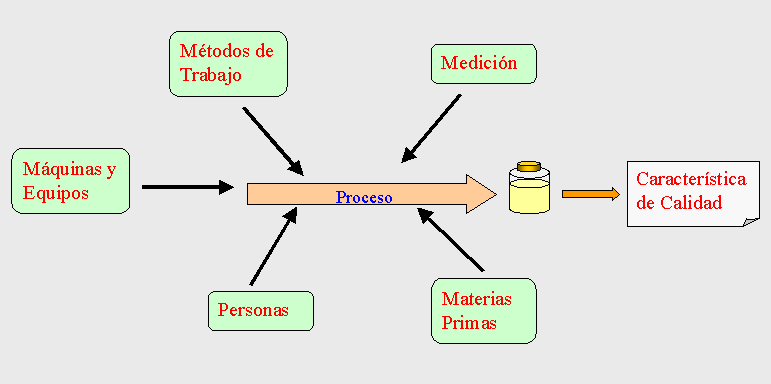 Métodos de
Trabajo
Medición
Máquinas y
Equipos
Proceso
Característica
de Calidad
Personas
Materias
Primas